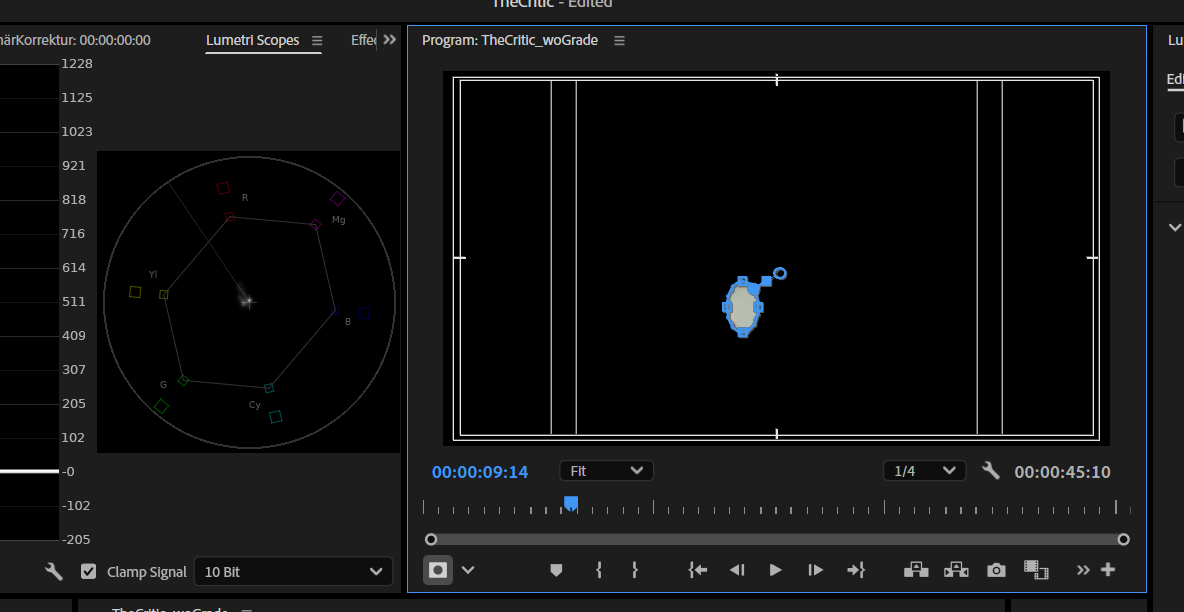 TheCritic - Edited
närKorrektur: 00:00:00:00
Lumetri Scopes
Effec
Program: TheCritic_woGrade
Lu
Edi
1228
1125
1023
921
818
716
614
511
409
307
205
102
-0
-102
-205
R
Mg
Yl
B
G
Cy
00:00:09:14
Fit
1/4
00:00:45:10
Clamp Signal
10 Bit
TheCritic_woGrade